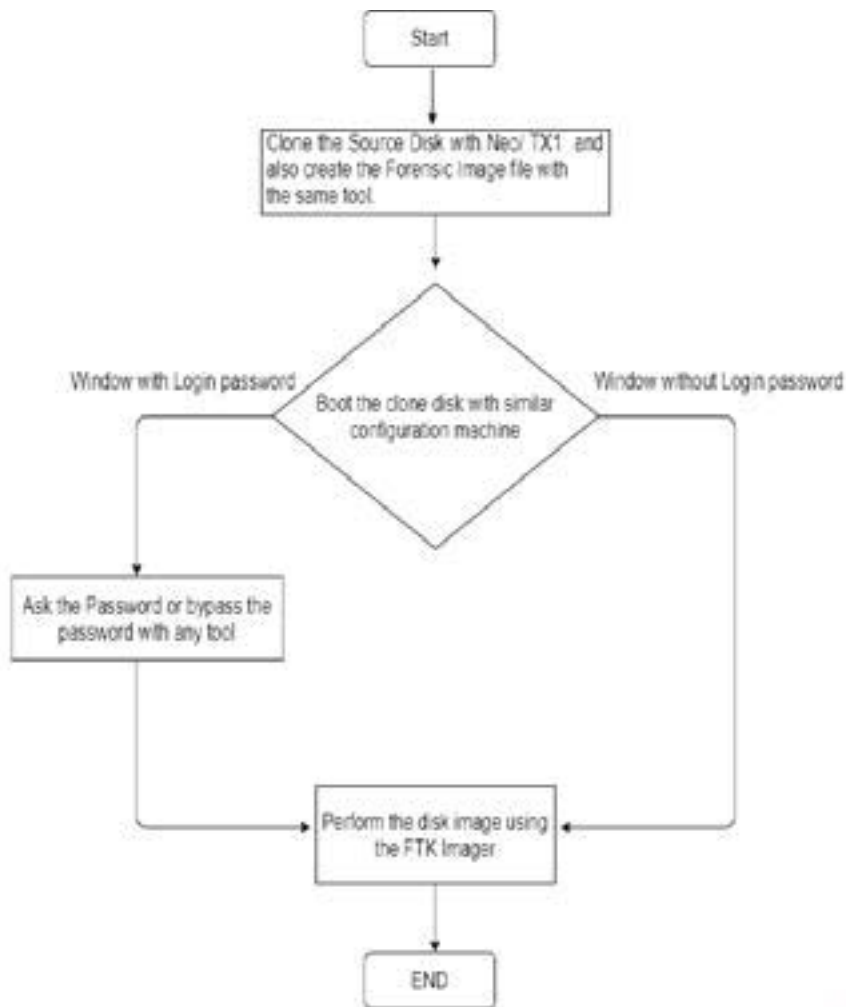 Start
Clone the Source Disk with Neo/ TX1 and
also create the Forensic Image file with
the same tool.
Window with Login password
Window without Login password
Boot the clone disk with similar
configuration machine
Ask the Password or bypass the
password with any tool
Perform the disk image using
the FTK Imager
END